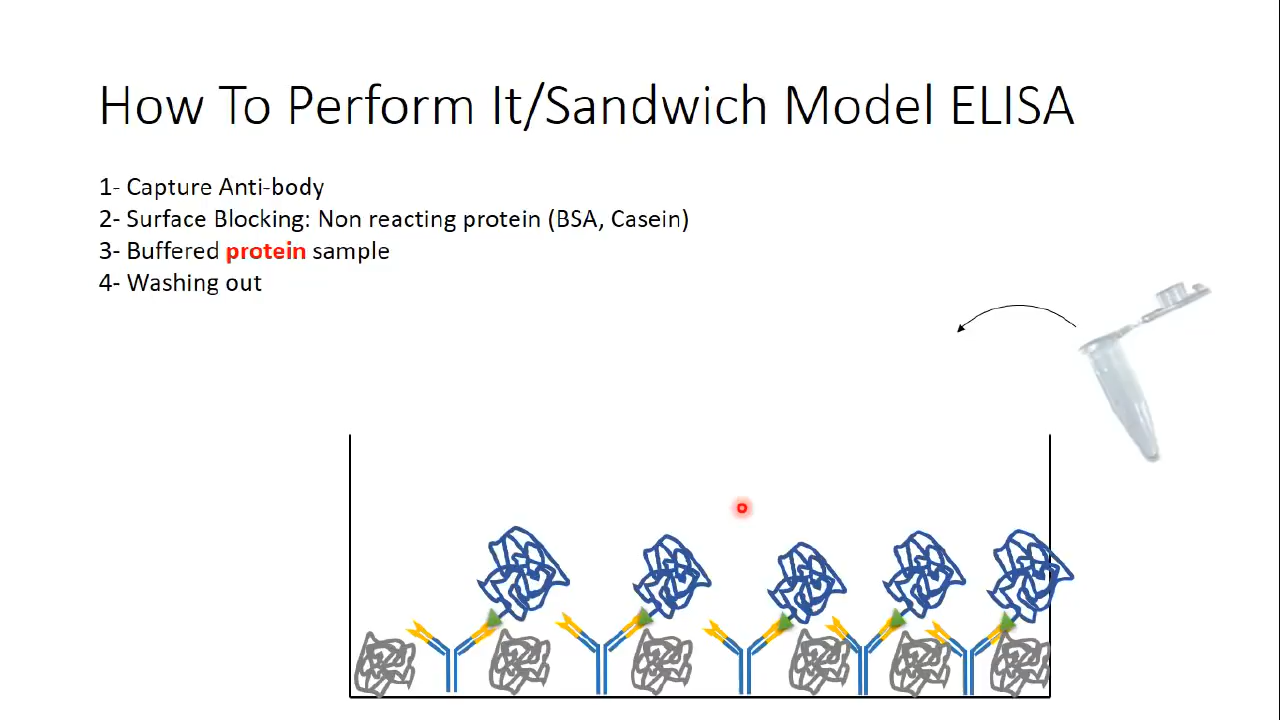 How To Perform It/Sandwich Model ELISA
1- Capture Anti-body
2- Surface Blocking: Non reacting protein (BSA, Casein)
3- Buffered protein sample
4- Washing out